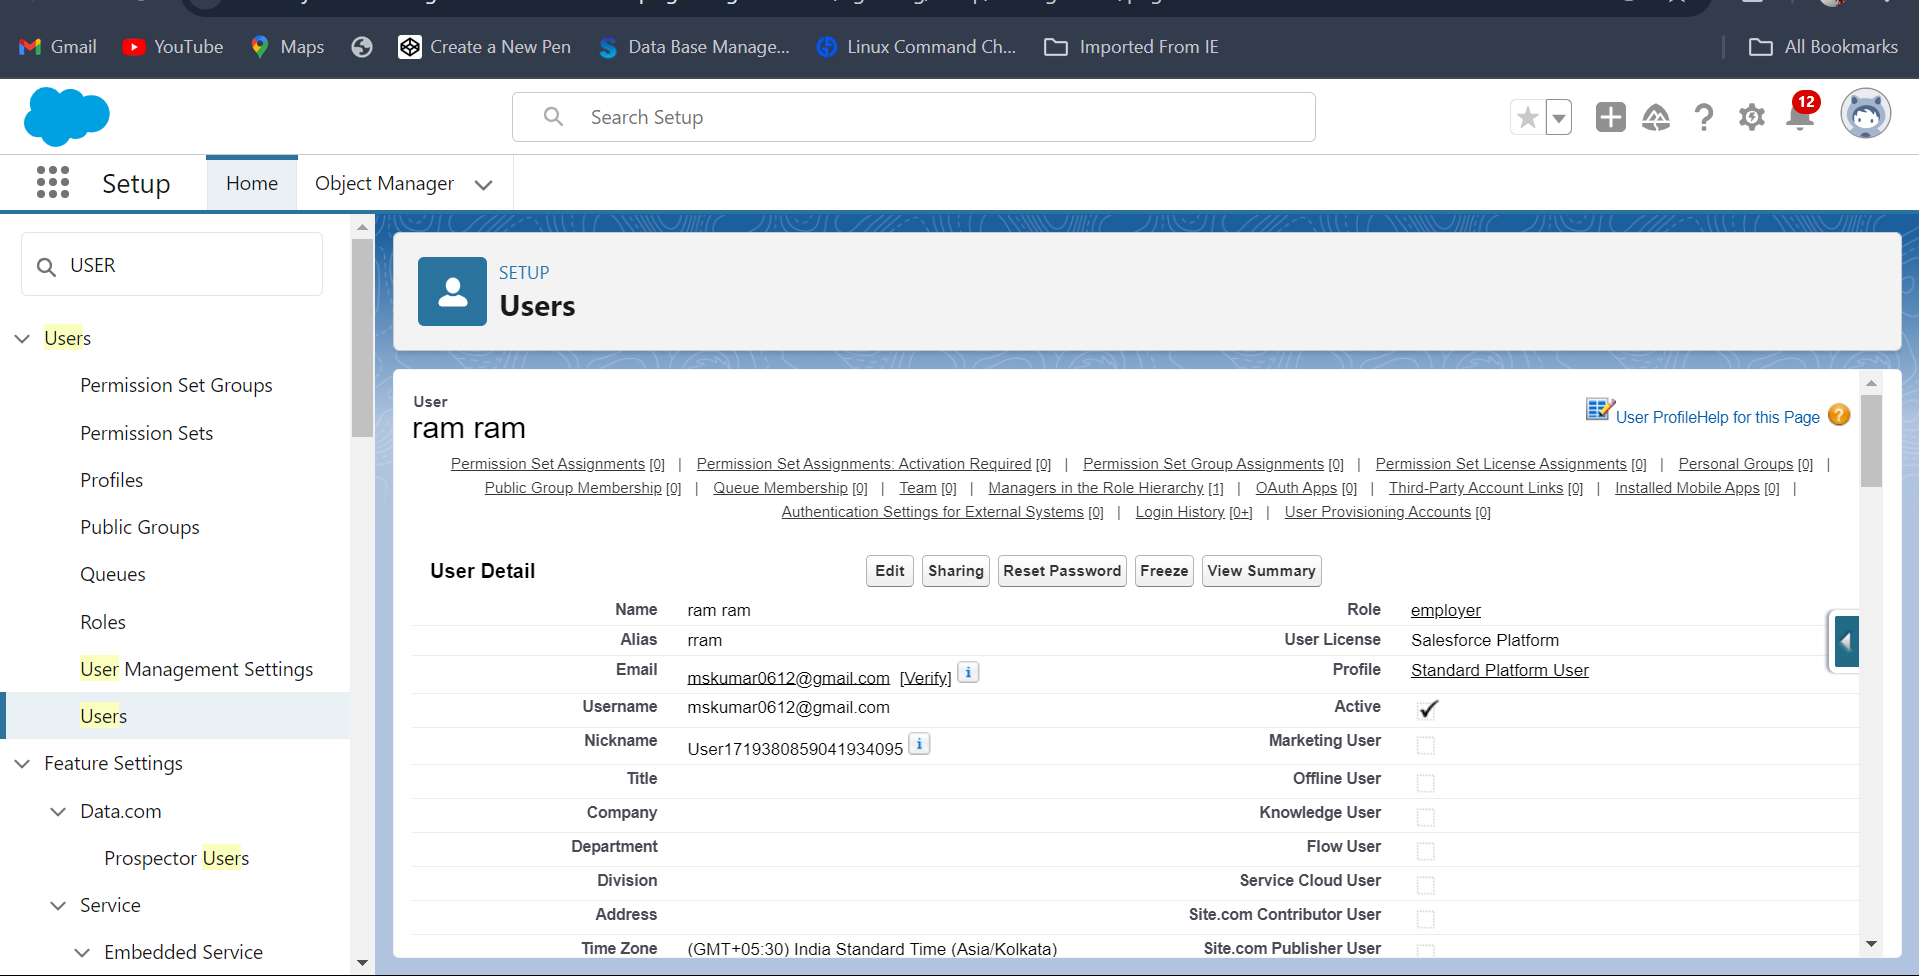 Gmail YouTube Maps Create a New Pen Data Base Manage... Linux Command Ch... Imported From IE All Bookmarks
Search Setup
12
Setup Home Object Manager
USER
Users
Permission Set Groups
Permission Sets
Profiles
Public Groups
Queues
Roles
User Management Settings
Users
Feature Settings
Data.com
Prospector Users
Service
Embedded Service
SETUP
Users
User
ram ram
User ProfileHelp for this Page ?
Permission Set Assignments [0] | Permission Set Assignments: Activation Required [0] | Permission Set Group Assignments [0] | Permission Set License Assignments [0] | Personal Groups [0] |
Public Group Membership [0] | Queue Membership [0] | Team [0] | Managers in the Role Hierarchy [1] | OAuth Apps [0] | Third-Party Account Links [0] | Installed Mobile Apps [0] |
Authentication Settings for External Systems [0] | Login History [0+] | User Provisioning Accounts [0]
User Detail Edit Sharing Reset Password Freeze View Summary
Name ram ram Role employer
Alias rram User License Salesforce Platform
Email mskumar0612@gmail.com [Verify] i Profile Standard Platform User
Username mskumar0612@gmail.com Active ✓
Nickname User1719380859041934095 i Marketing User
Title Offline User
Company Knowledge User
Department Flow User
Division Service Cloud User
Address Site.com Contributor User
Time Zone (GMT+05:30) India Standard Time (Asia/Kolkata) Site.com Publisher User